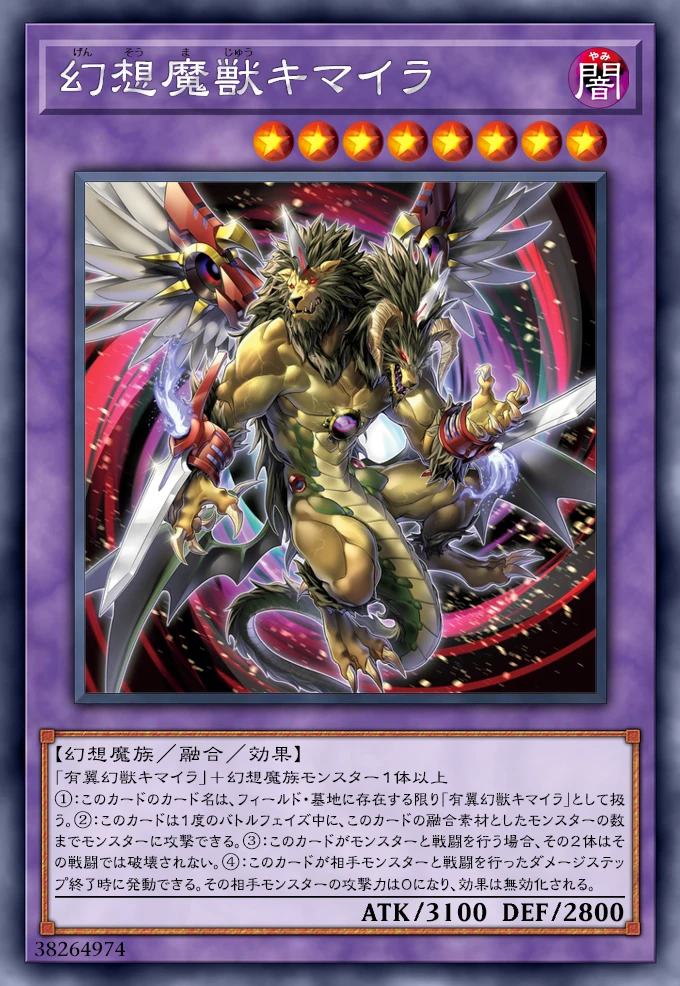 げん そう ま じゅう
幻想魔獣キマイラ
やみ
闇
【幻想魔族／融合／効果】
「有翼幻獣キマイラ」＋幻想魔族モンスター１体以上
①：このカードのカード名は、フィールド・墓地に存在する限り「有翼幻獣キマイラ」として扱
う。②：このカードは１度のバトルフェイズ中に、このカードの融合素材としたモンスターの数
までモンスターに攻撃できる。③：このカードがモンスターと戦闘を行う場合、その２体はそ
の戦闘では破壊されない。④：このカードが相手モンスターと戦闘を行ったダメージステッ
プ終了時に発動できる。その相手モンスターの攻撃力は０になり、効果は無効化される。
ATK/3100 DEF/2800
38264974